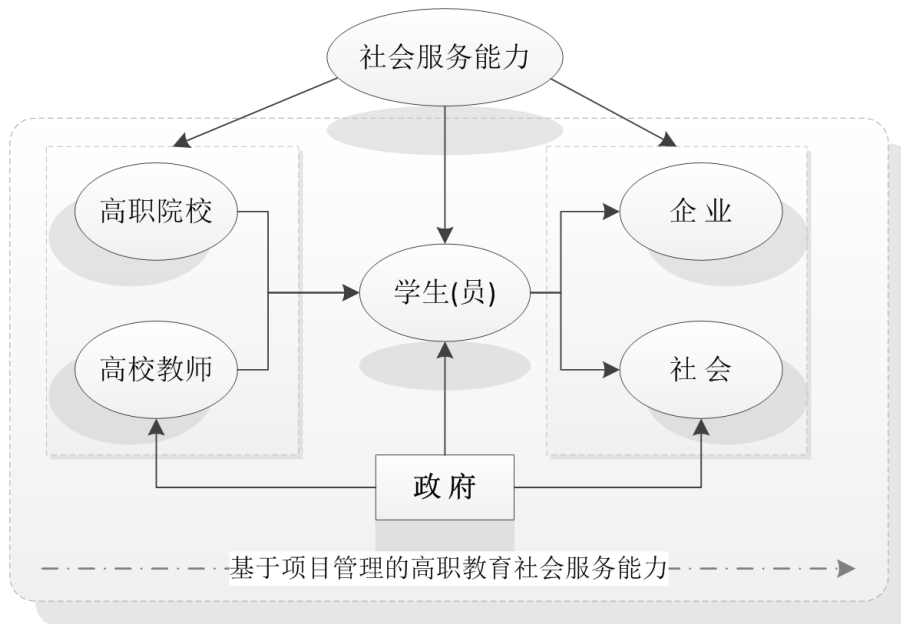 社会服务能力
高职院校
企 业
学生(员)
高校教师
社 会
政 府
基于项目管理的高职教育社会服务能力